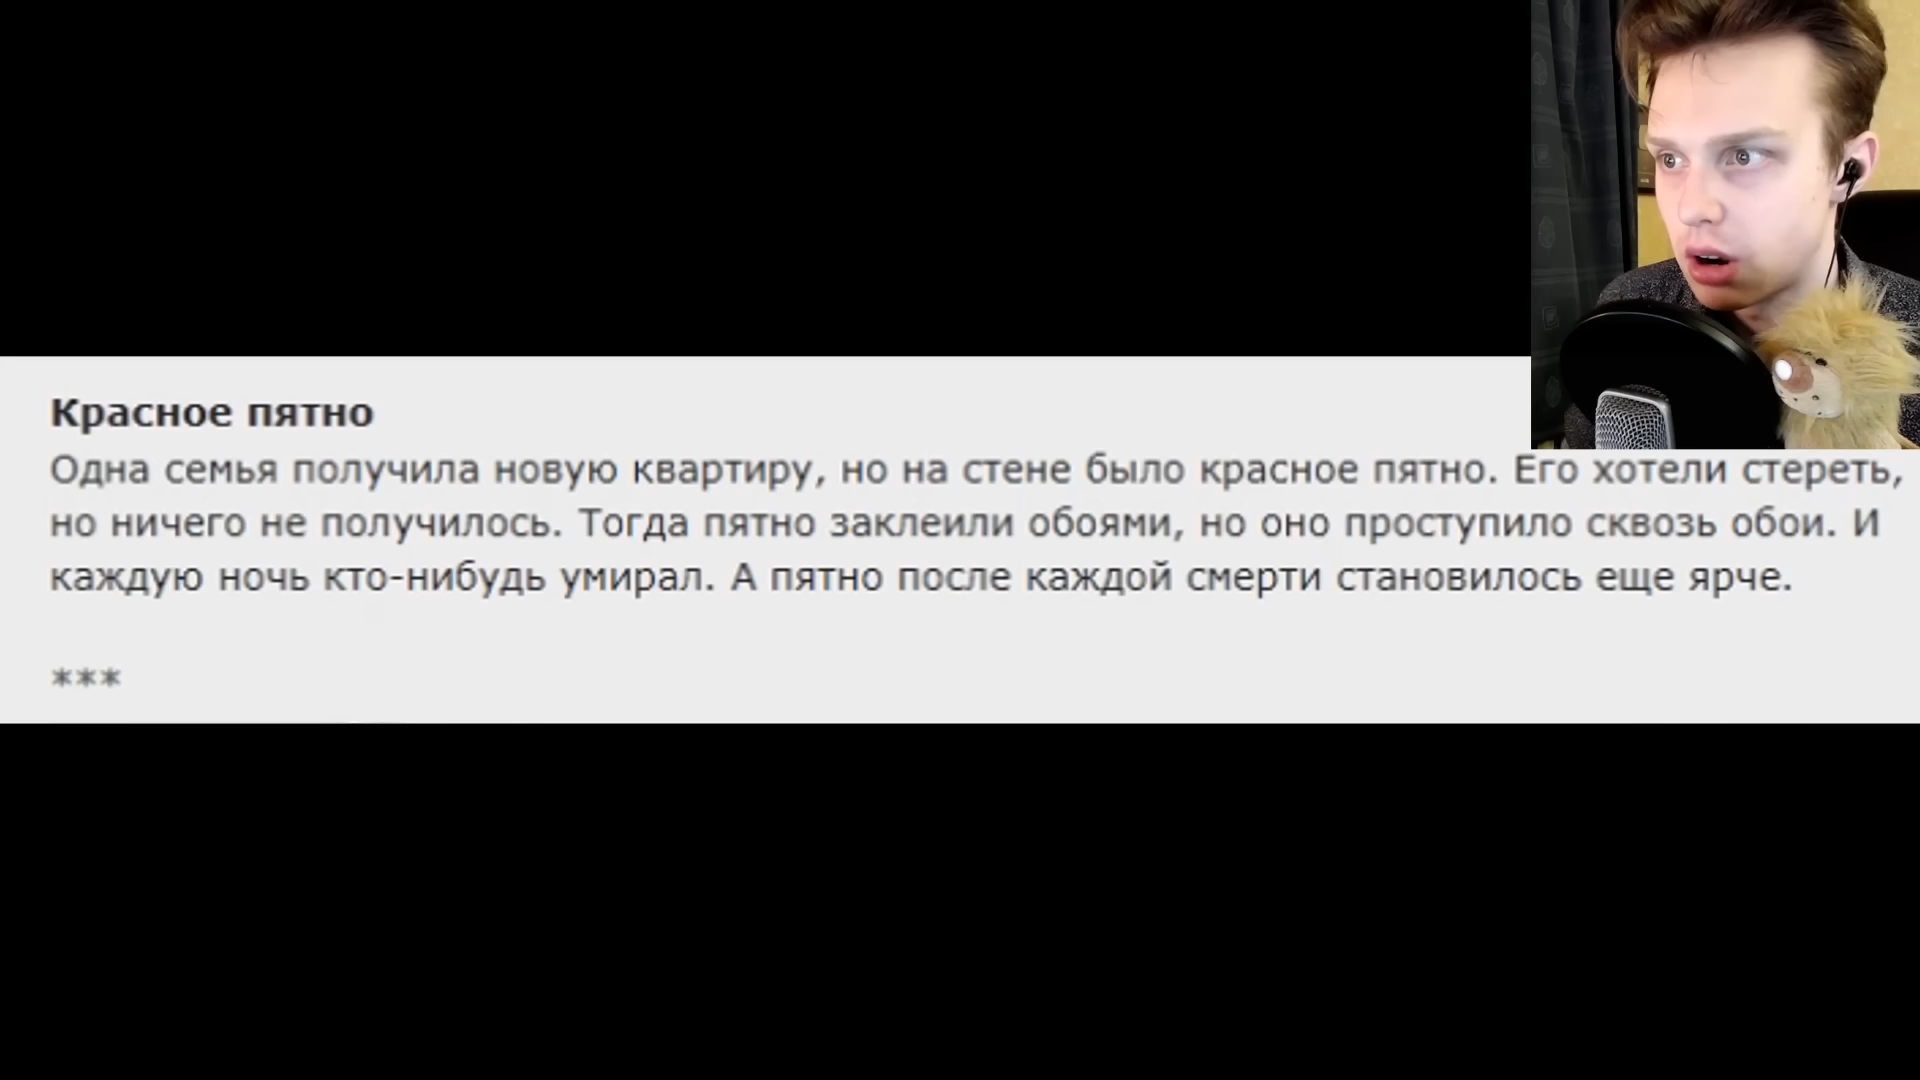 Красное пятно
Одна семья получила новую квартиру, но на стене было красное пятно. Его хотели стереть,
но ничего не получилось. Тогда пятно заклеили обоями, но оно проступило сквозь обои. И
каждую ночь кто-нибудь умирал. А пятно после каждой смерти становилось еще ярче.
***